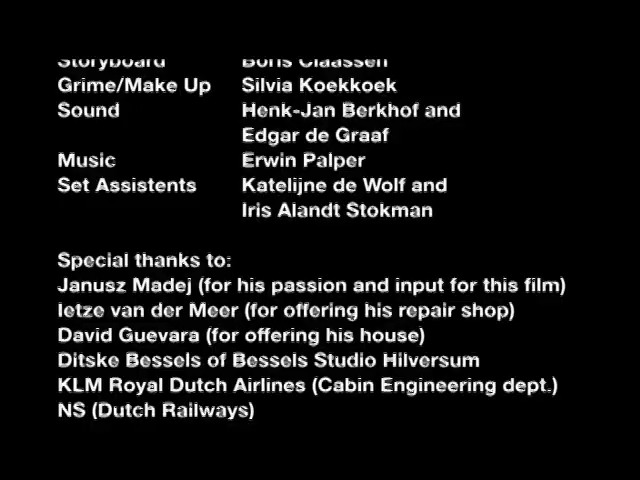 Storyboard Boris Claassen
Grime/Make Up Silvia Koekkoek
Sound Henk-Jan Berkhof and
Edgar de Graaf
Music Erwin Palper
Set Assistents Katelijne de Wolf and
Iris Alandt Stokman
Special thanks to:
Janusz Madej (for his passion and input for this film)
Ietze van der Meer (for offering his repair shop)
David Guevara (for offering his house)
Ditske Bessels of Bessels Studio Hilversum
KLM Royal Dutch Airlines (Cabin Engineering dept.)
NS (Dutch Railways)